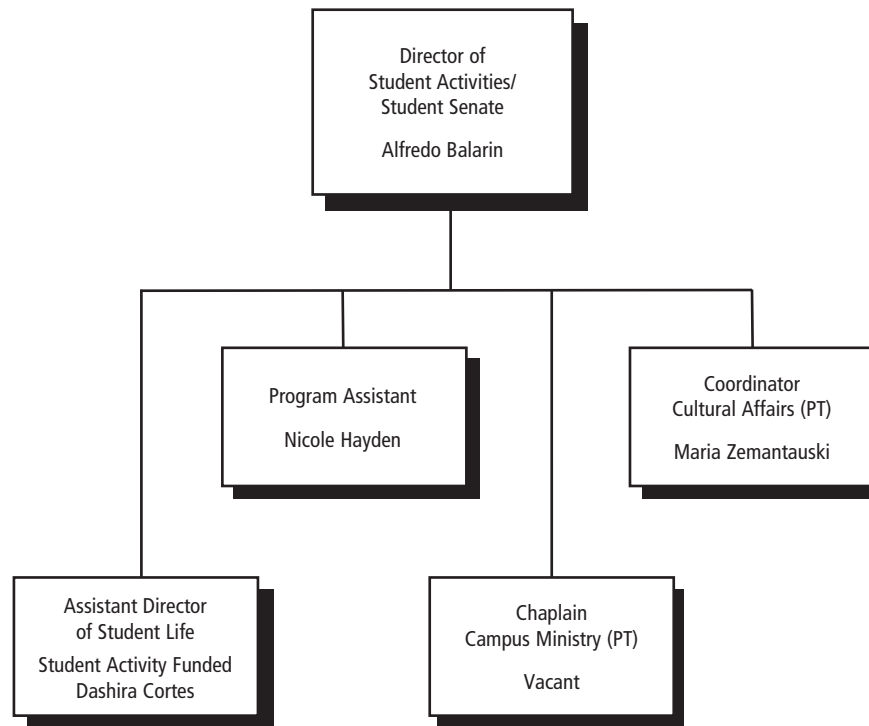 Director of
Student Activities/
Student Senate
Alfredo Balarin
Program Assistant
Nicole Hayden
Coordinator
Cultural Affairs (PT)
Maria Zemantauski
Assistant Director
of Student Life
Student Activity Funded
Dashira Cortes
Chaplain
Campus Ministry (PT)
Vacant